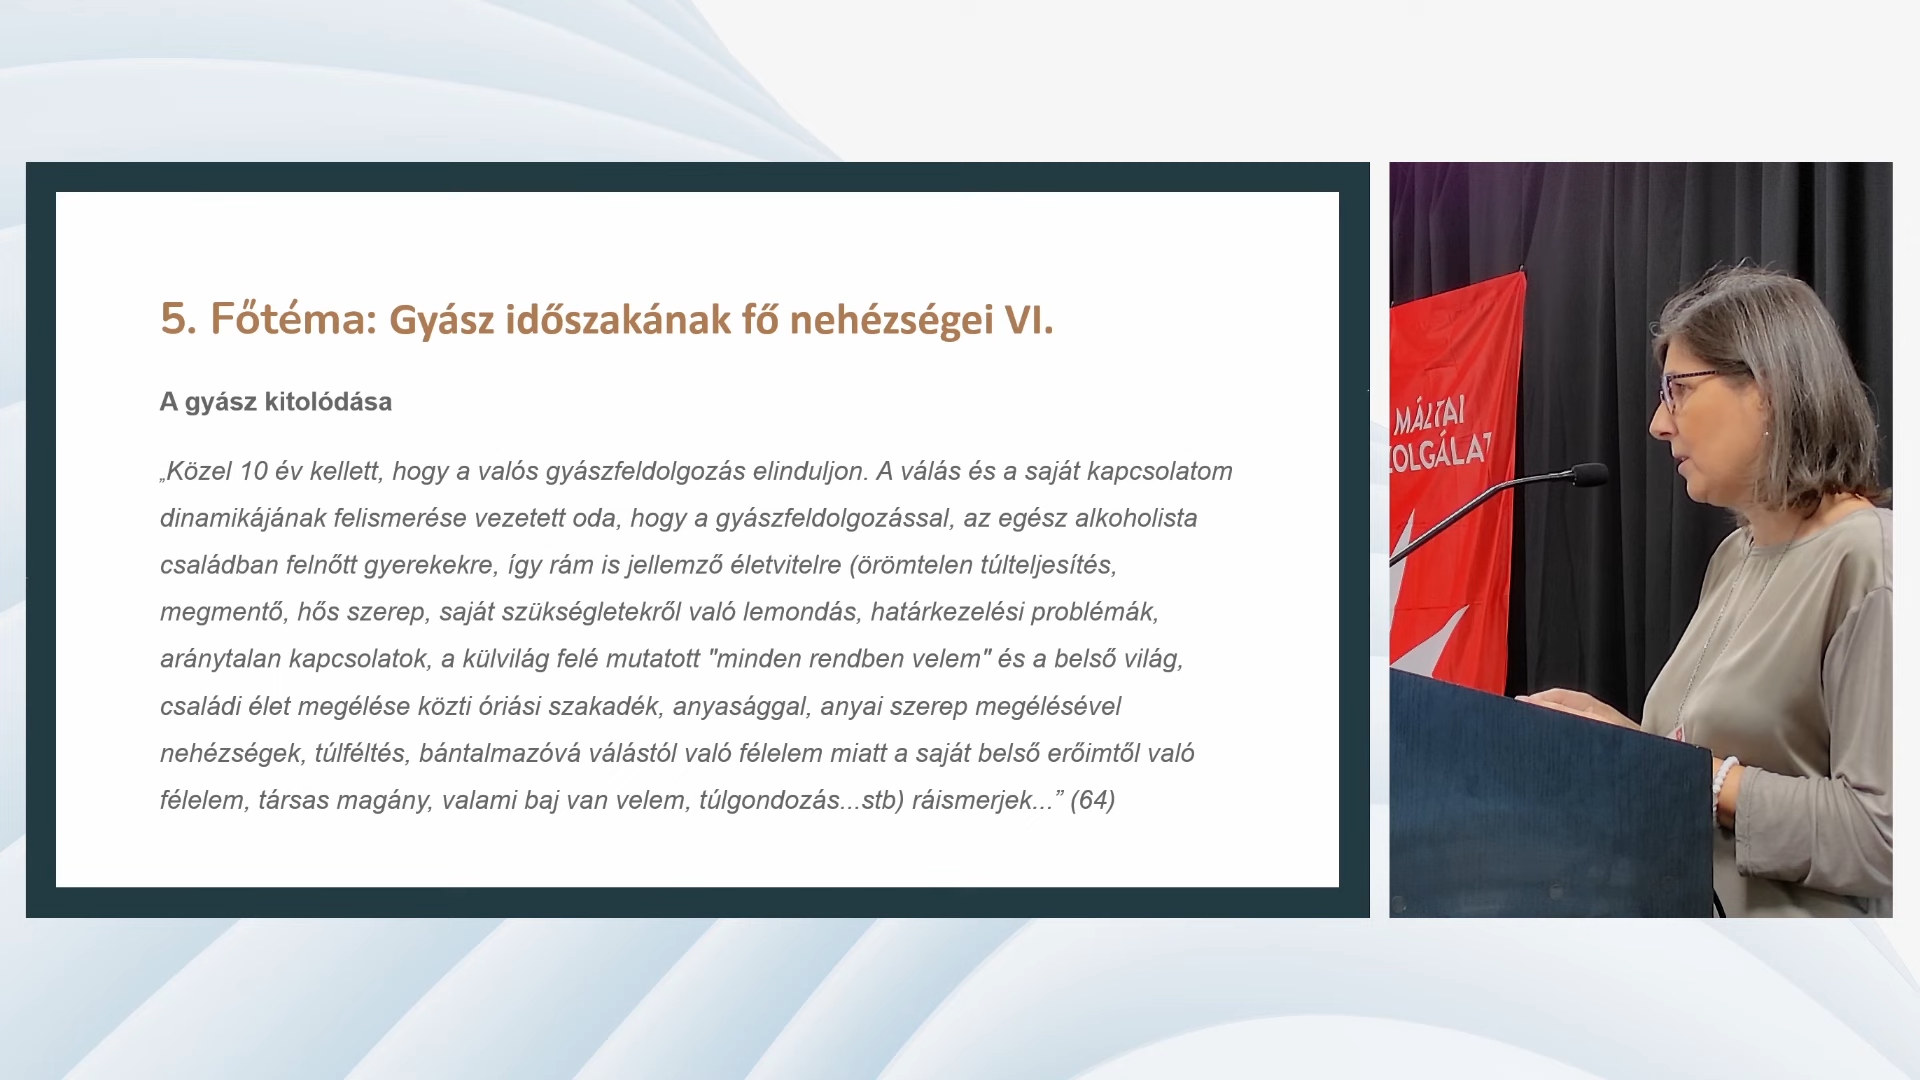 5. Főtéma: Gyász időszakának fő nehézségei VI.
A gyász kitolódása
„Közel 10 év kellett, hogy a valós gyászfeldolgozás elinduljon. A válás és a saját kapcsolatom
dinamikájának felismerése vezetett oda, hogy a gyászfeldolgozással, az egész alkoholista
családban felnőtt gyerekekre, így rám is jellemző életvitelre (örömtelen túlteljesítés,
megmentő, hős szerep, saját szükségletekről való lemondás, határkezelési problémák,
aránytalan kapcsolatok, a külvilág felé mutatott "minden rendben velem" és a belső világ,
családi élet megélése közti óriási szakadék, anyasággal, anyai szerep megélésével
nehézségek, túlféltés, bántalmazóvá válástól való félelem miatt a saját belső erőimtől való
félelem, társas magány, valami baj van velem, túlgondozás...stb) ráismerjek...” (64)
MÁLTAI
ZOLGÁLAT